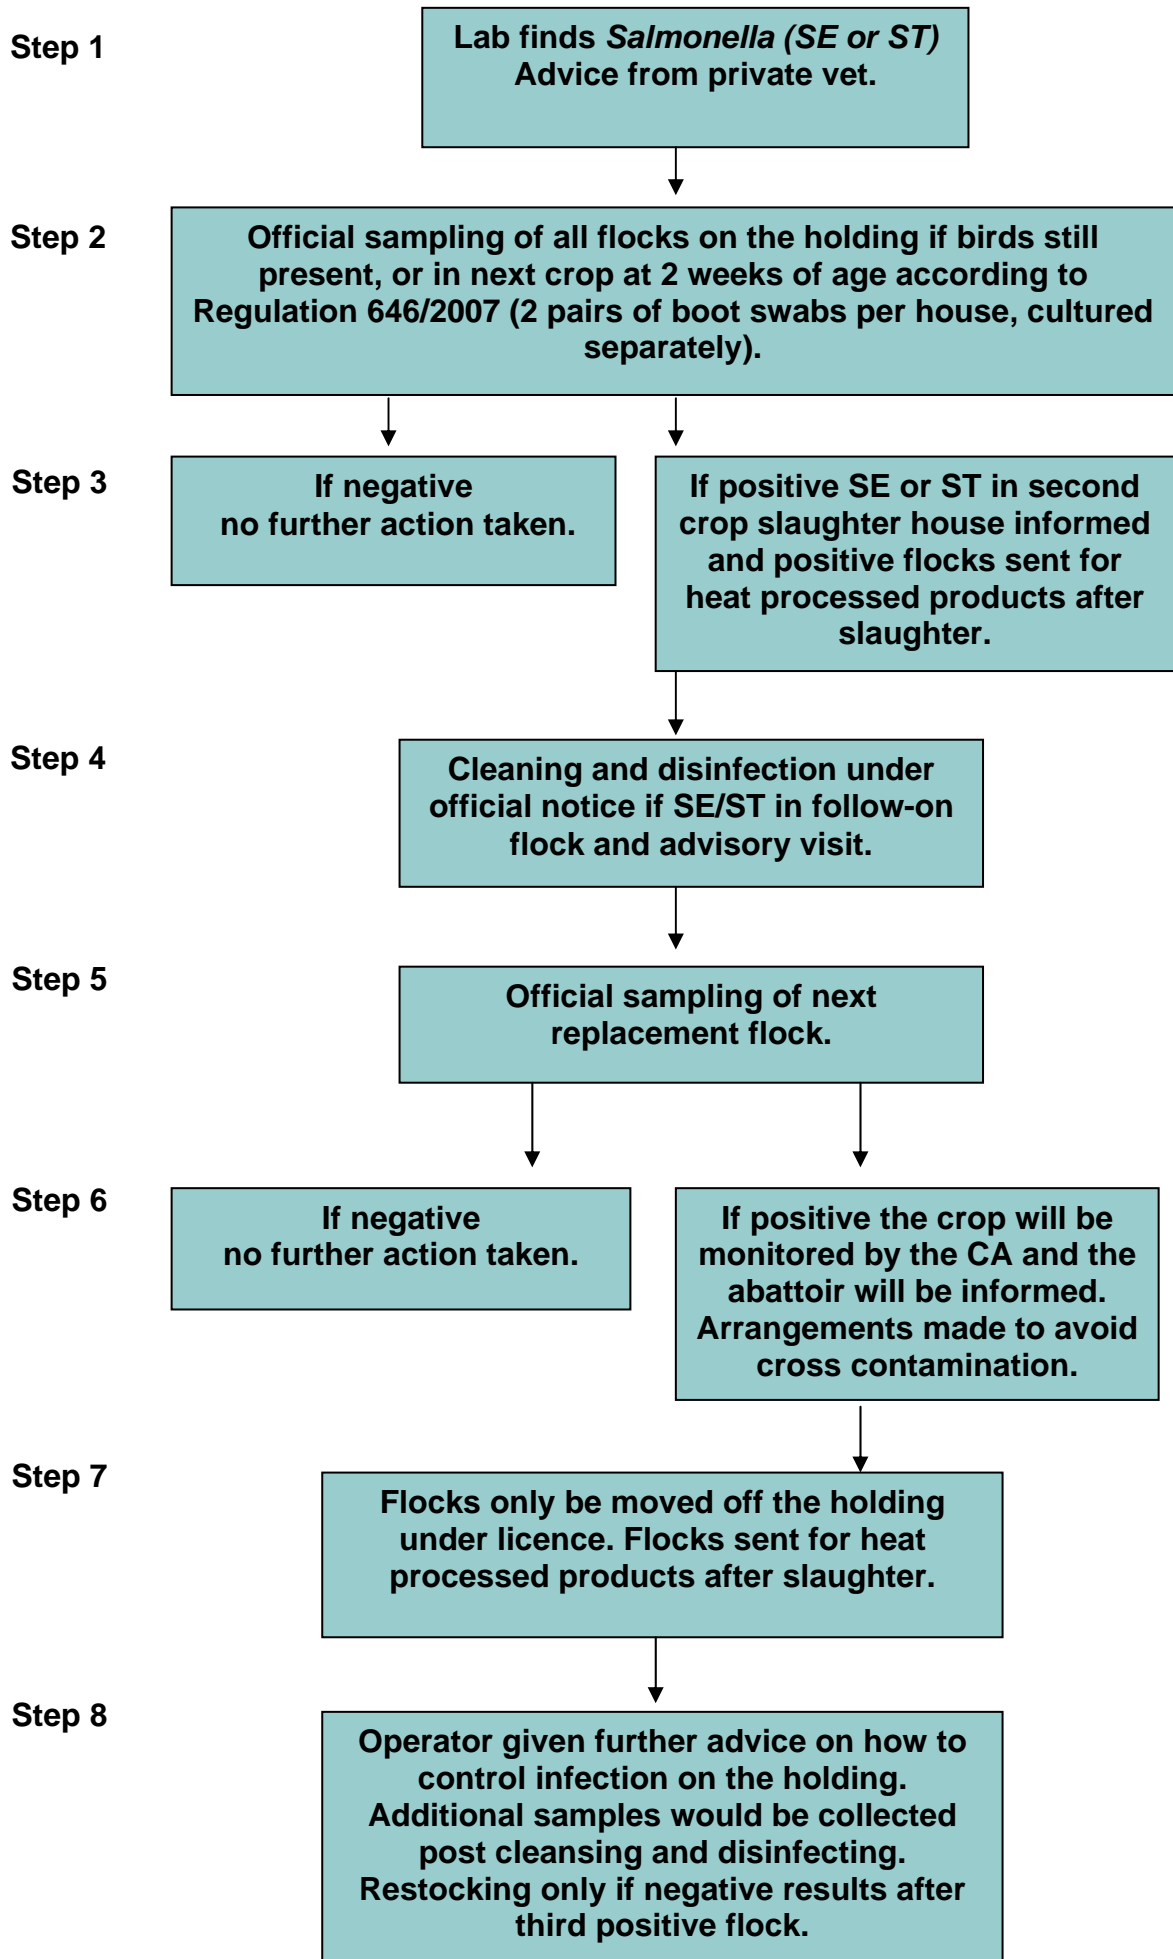 Step 1
Lab finds Salmonella (SE or ST)
Advice from private vet.
Step 2
Official sampling of all flocks on the holding if birds still
present, or in next crop at 2 weeks of age according to
Regulation 646/2007 (2 pairs of boot swabs per house, cultured
separately).
Step 3
If negative
no further action taken.
If positive SE or ST in second
crop slaughter house informed
and positive flocks sent for
heat processed products after
slaughter.
Step 4
Cleaning and disinfection under
official notice if SE/ST in follow-on
flock and advisory visit.
Step 5
Official sampling of next
replacement flock.
Step 6
If negative
no further action taken.
If positive the crop will be
monitored by the CA and the
abattoir will be informed.
Arrangements made to avoid
cross contamination.
Step 7
Flocks only be moved off the holding
under licence. Flocks sent for heat
processed products after slaughter.
Step 8
Operator given further advice on how to
control infection on the holding.
Additional samples would be collected
post cleansing and disinfecting.
Restocking only if negative results after
third positive flock.